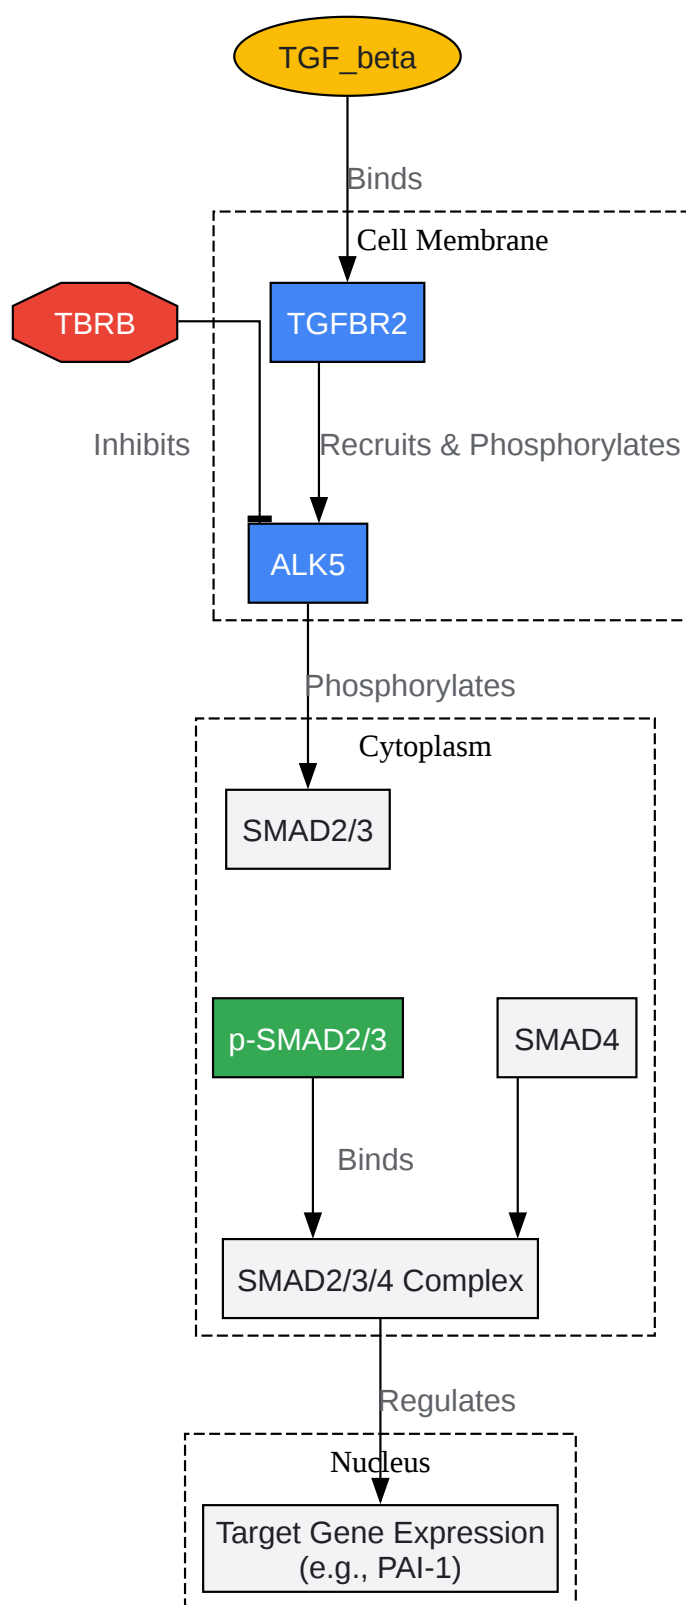 TGF_beta
Binds
Cell Membrane
TBRB
TGFBR2
Inhibits
Recruits & Phosphorylates
ALK5
Phosphorylates
Cytoplasm
SMAD2/3
p-SMAD2/3
SMAD4
Binds
SMAD2/3/4 Complex
Regulates
Nucleus
Target Gene Expression
(e.g., PAI-1)